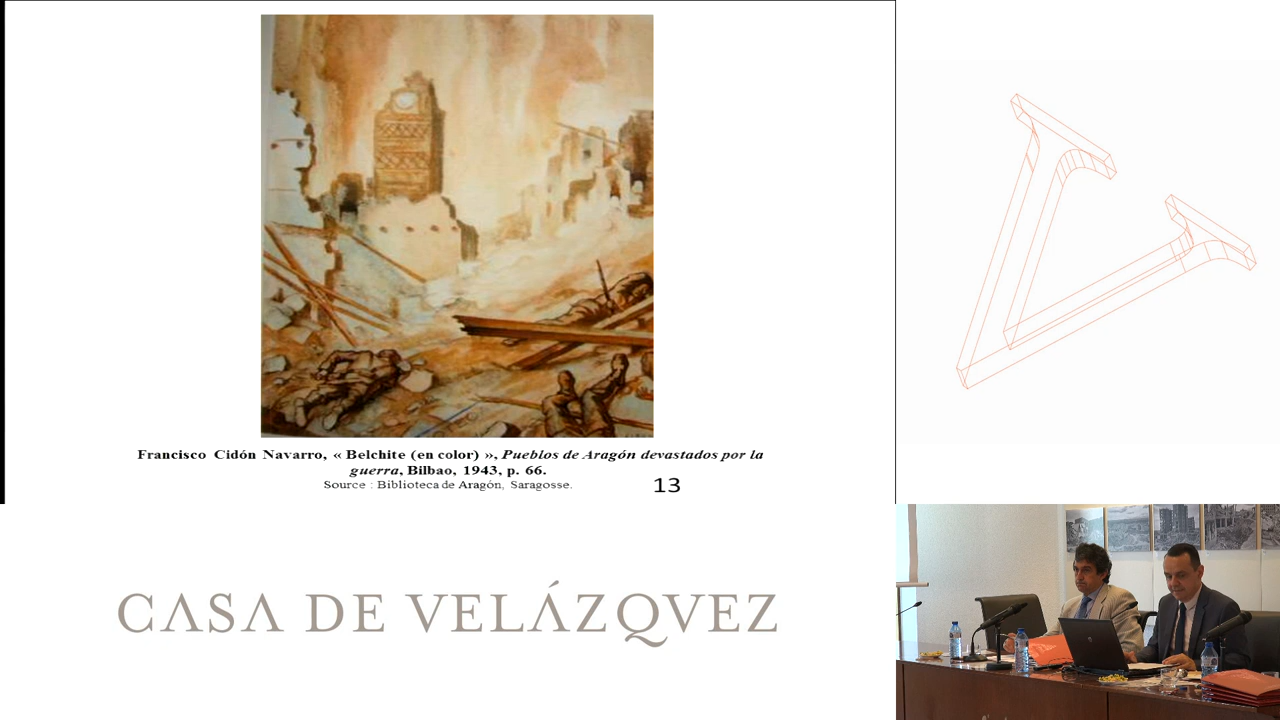 Francisco Cidón Navarro, « Belchite (en color) », Pueblos de Aragón devastados por la
guerra, Bilbao, 1943, p. 66.
Source : Biblioteca de Aragón, Saragosse.
13
CASA DE VELÁZQVEZ